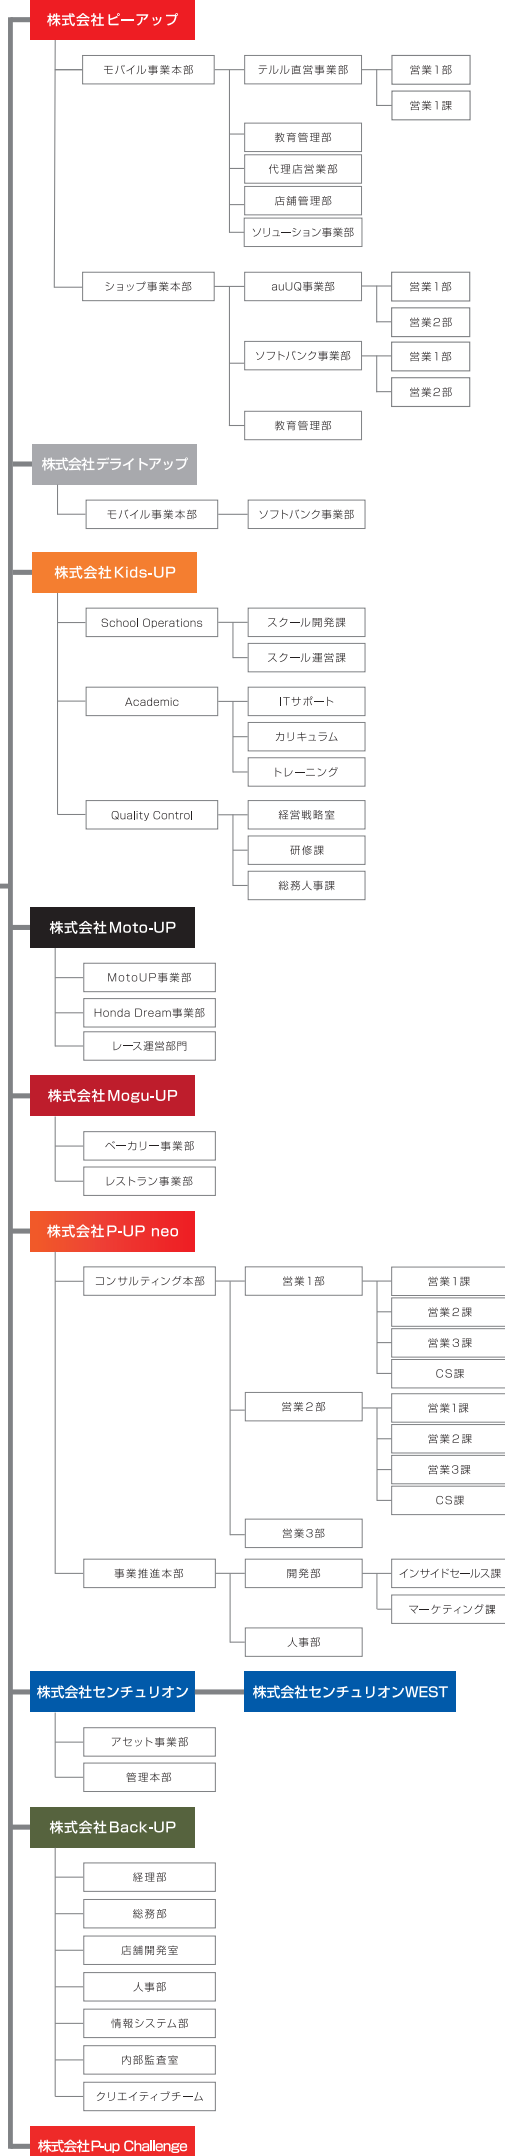 株式会社ピーアップ
モバイル事業本部
テルル直営事業部
営業1部
営業1課
教育管理部
代理店営業部
店舗管理部
ソリューション事業部
ショップ事業本部
auUQ事業部
営業1部
営業2部
ソフトバンク事業部
営業1部
営業2部
教育管理部
株式会社デライトアップ
モバイル事業本部
ソフトバンク事業部
株式会社Kids-UP
School Operations
スクール開発課
スクール運営課
Academic
ITサポート
カリキュラム
トレーニング
Quality Control
経営戦略室
研修課
総務人事課
株式会社Moto-UP
MotoUP事業部
Honda Dream事業部
レース運営部門
株式会社Mogu-UP
ベーカリー事業部
レストラン事業部
株式会社P-UP neo
コンサルティング本部
営業1部
営業1課
営業2課
営業3課
CS課
営業2部
営業1課
営業2課
営業3課
CS課
営業3部
事業推進本部
開発部
インサイドセールス課
マーケティング課
人事部
株式会社センチュリオン
株式会社センチュリオンWEST
アセット事業部
管理本部
株式会社Back-UP
経理部
総務部
店舗開発室
人事部
情報システム部
内部監査室
クリエイティブチーム
株式会社P-up Challenge